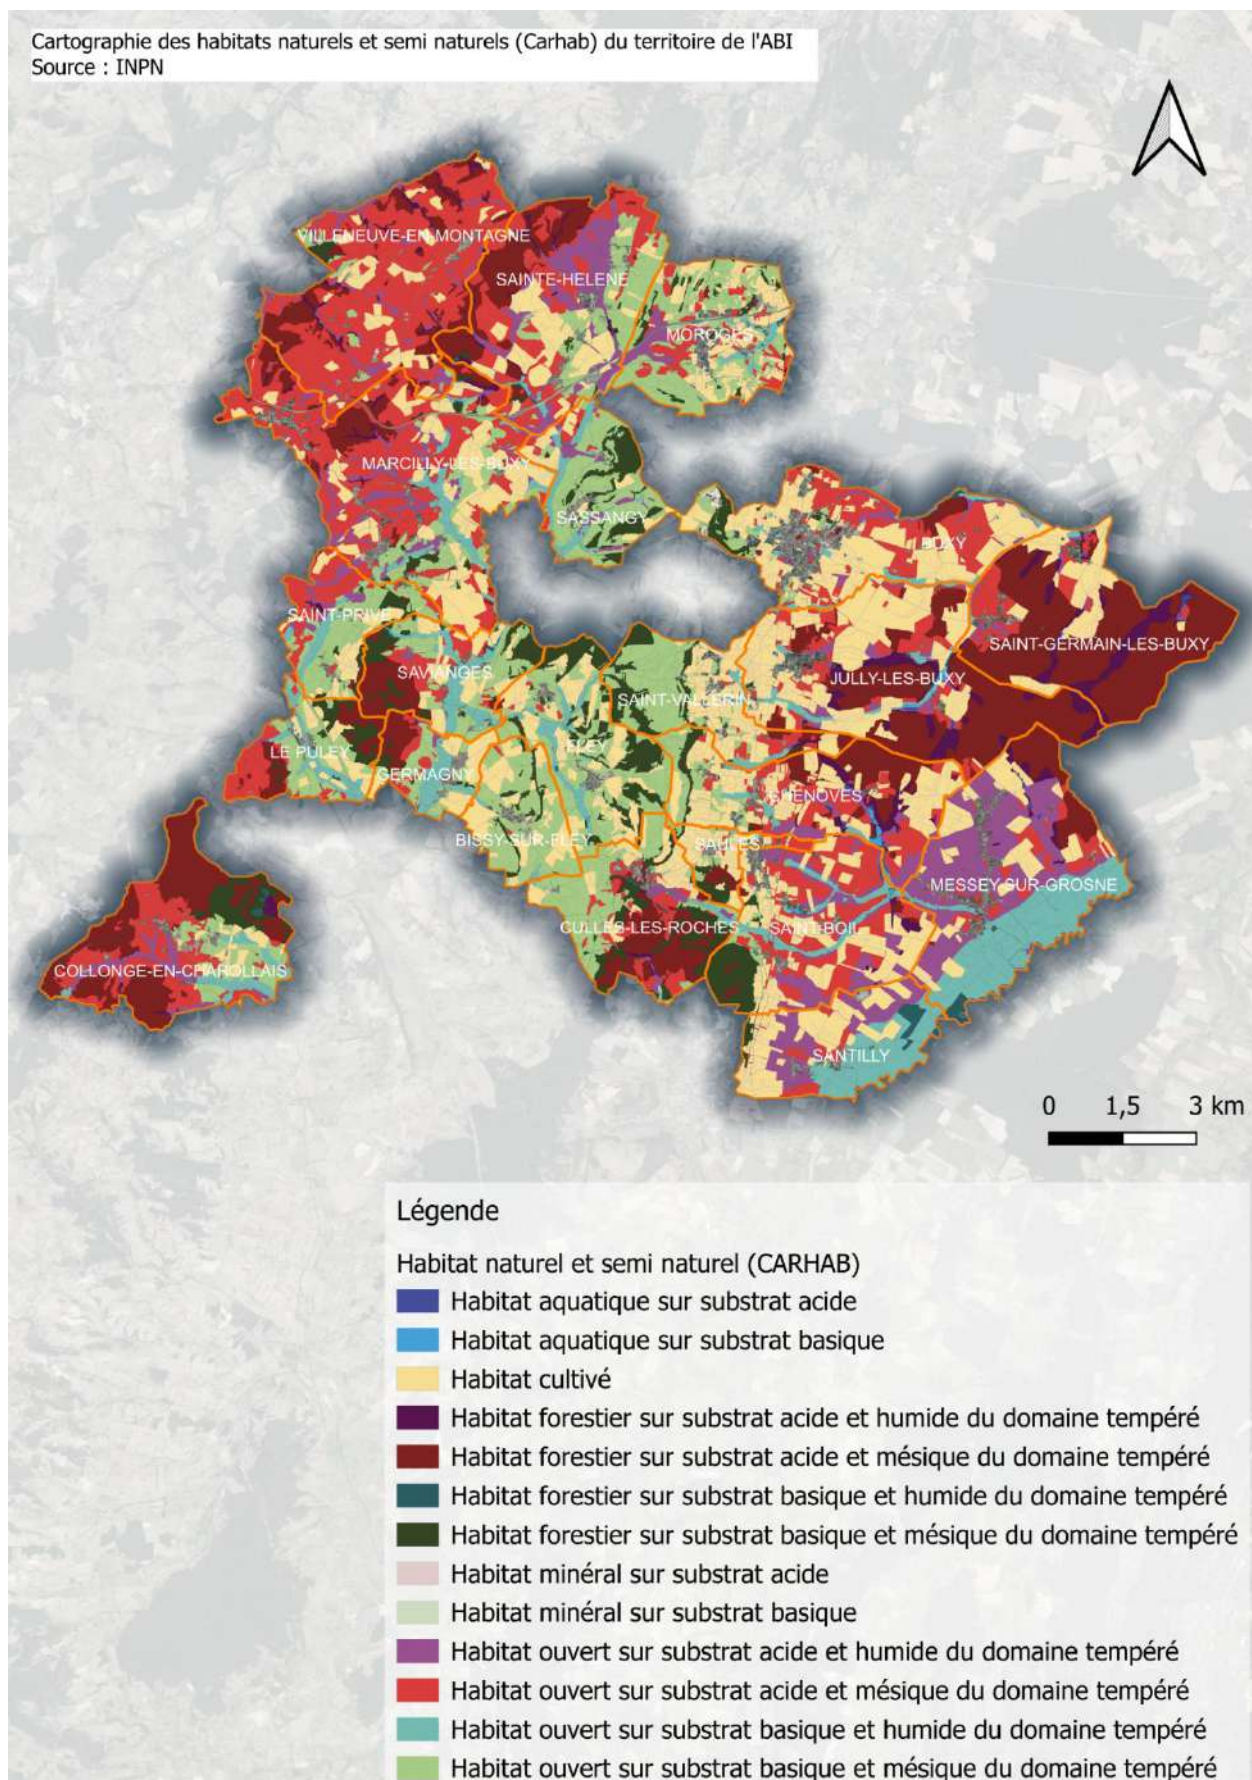 Cartographie des habitats naturels et semi naturels (Carhab) du territoire de l'ABI
Source : INPN
VILLENEUVE-EN-MONTAGNE
SAINTE-HELENE
MOROGES
MARCILLY-LES-BUXY
SASSANGY
BUXY
SAINT-PRIVE
SAINT-GERMAIN-LES-BUXY
SAVIANGES
JULLY-LES-BUXY
SAINT-VALLERIN
LE PULEY
FLEY
GERMAGNY
CHENOVES
BISSY-SUR-FLEY
SAULES
MESSEY-SUR-GROSNE
CULLES-LES-ROCHES
SAINT-BOIL
COLLONGE-EN-CHAROLLAIS
SANTILLY
0 1,5 3 km
Légende
Habitat naturel et semi naturel (CARHAB)
Habitat aquatique sur substrat acide
Habitat aquatique sur substrat basique
Habitat cultivé
Habitat forestier sur substrat acide et humide du domaine tempéré
Habitat forestier sur substrat acide et mésique du domaine tempéré
Habitat forestier sur substrat basique et humide du domaine tempéré
Habitat forestier sur substrat basique et mésique du domaine tempéré
Habitat minéral sur substrat acide
Habitat minéral sur substrat basique
Habitat ouvert sur substrat acide et humide du domaine tempéré
Habitat ouvert sur substrat acide et mésique du domaine tempéré
Habitat ouvert sur substrat basique et humide du domaine tempéré
Habitat ouvert sur substrat basique et mésique du domaine tempéré